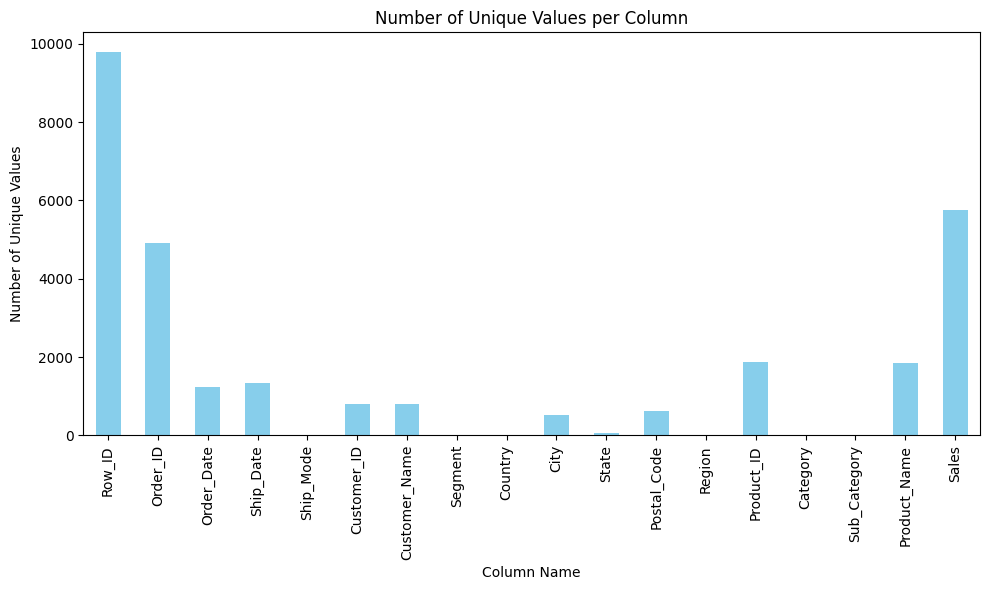 Number of Unique Values per Column
Number of Unique Values
10000
8000
6000
4000
2000
0
Row_ID
Order_ID
Order_Date
Ship_Date
Ship_Mode
Customer_ID
Customer_Name
Segment
Country
City
State
Postal_Code
Region
Product_ID
Category
Sub_Category
Product_Name
Sales
Column Name